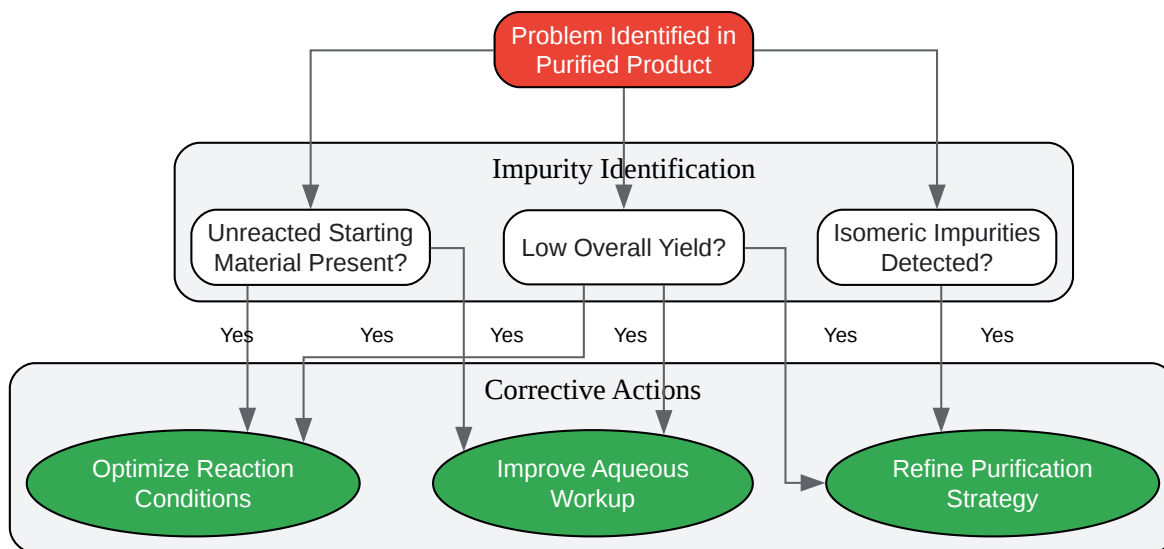 Problem Identified in
Purified Product
Impurity Identification
Unreacted Starting
Material Present?
Low Overall Yield?
Isomeric Impurities
Detected?
Yes
Yes
Yes
Yes
Yes
Yes
Corrective Actions
Optimize Reaction
Conditions
Improve Aqueous
Workup
Refine Purification
Strategy